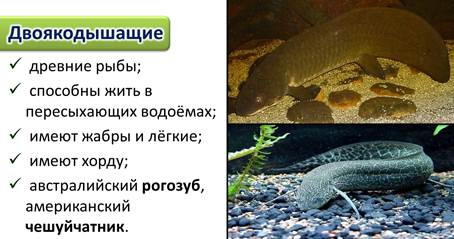 Двоякодышащие
✓ древние рыбы;
✓ способны жить в
пересыхающих водоёмах;
✓ имеют жабры и лёгкие;
✓ имеют хорду;
✓ австралийский рогозуб,
американский
чешуйчатник.